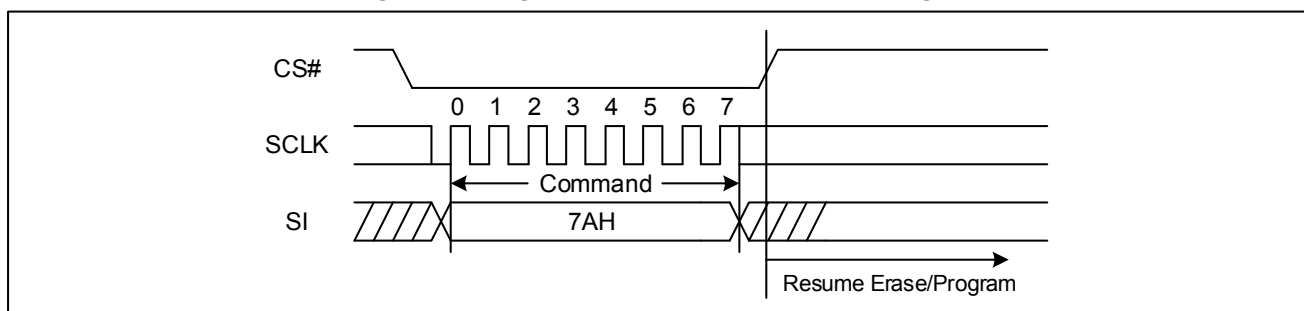 CS#
0 1 2 3 4 5 6 7
SCLK
Command
SI
7AH
Resume Erase/Program